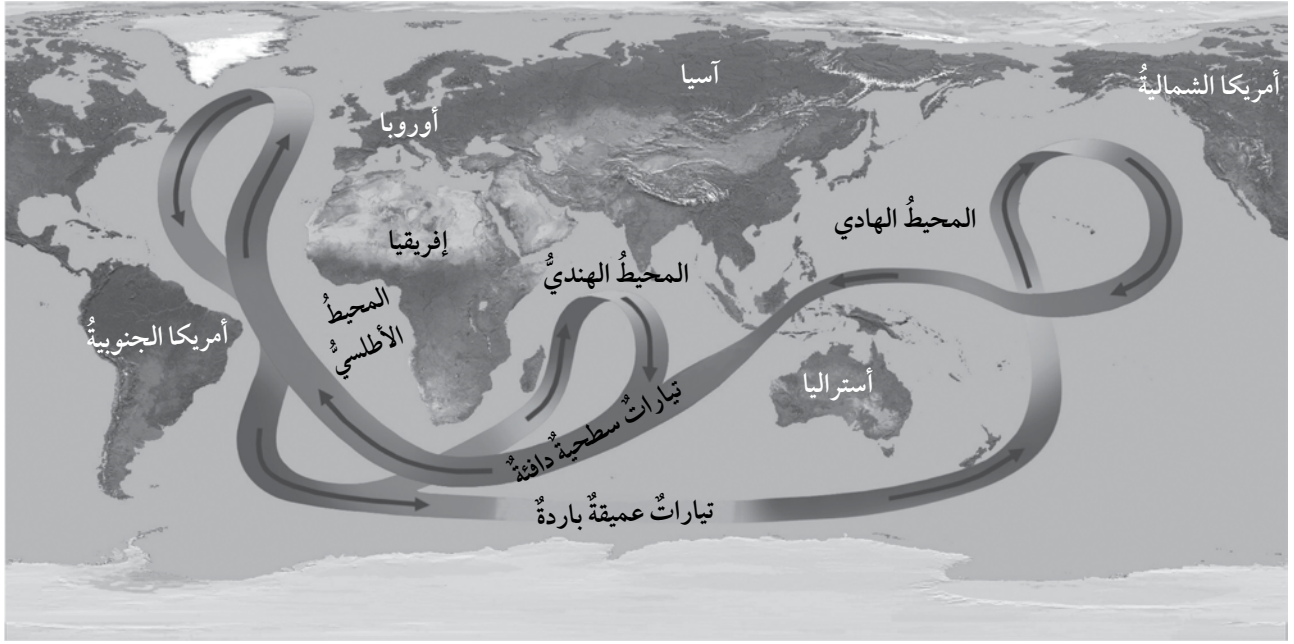 آسيا
أمريكا الشماليةُ
أوروبا
المحيطُ الهادي
إفريقيا
المحيطُ الهنديُّ
المحيطُ
الأطلسيُّ
أمريكا الجنوبيةُ
أستراليا
تياراتٌ سطحيةٌ دافئةٌ
تياراتٌ عميقةٌ باردةٌ